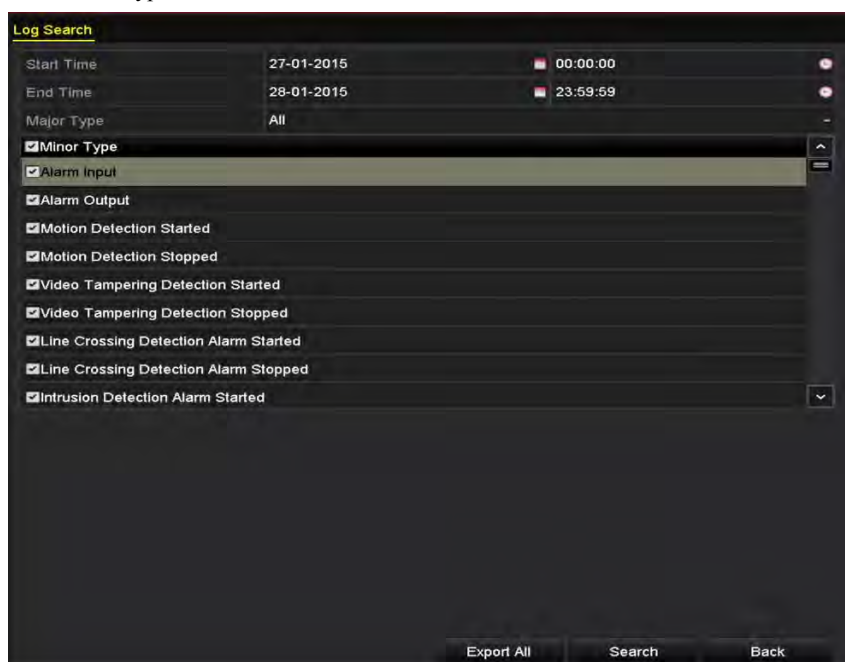 Log Search
Start Time 27-01-2015 00:00:00
End Time 28-01-2015 23:59:59
Major Type All
Minor Type
Alarm Input
Alarm Output
Motion Detection Started
Motion Detection Stopped
Video Tampering Detection Started
Video Tampering Detection Stopped
Line Crossing Detection Alarm Started
Line Crossing Detection Alarm Stopped
Intrusion Detection Alarm Started
Export All Search Back